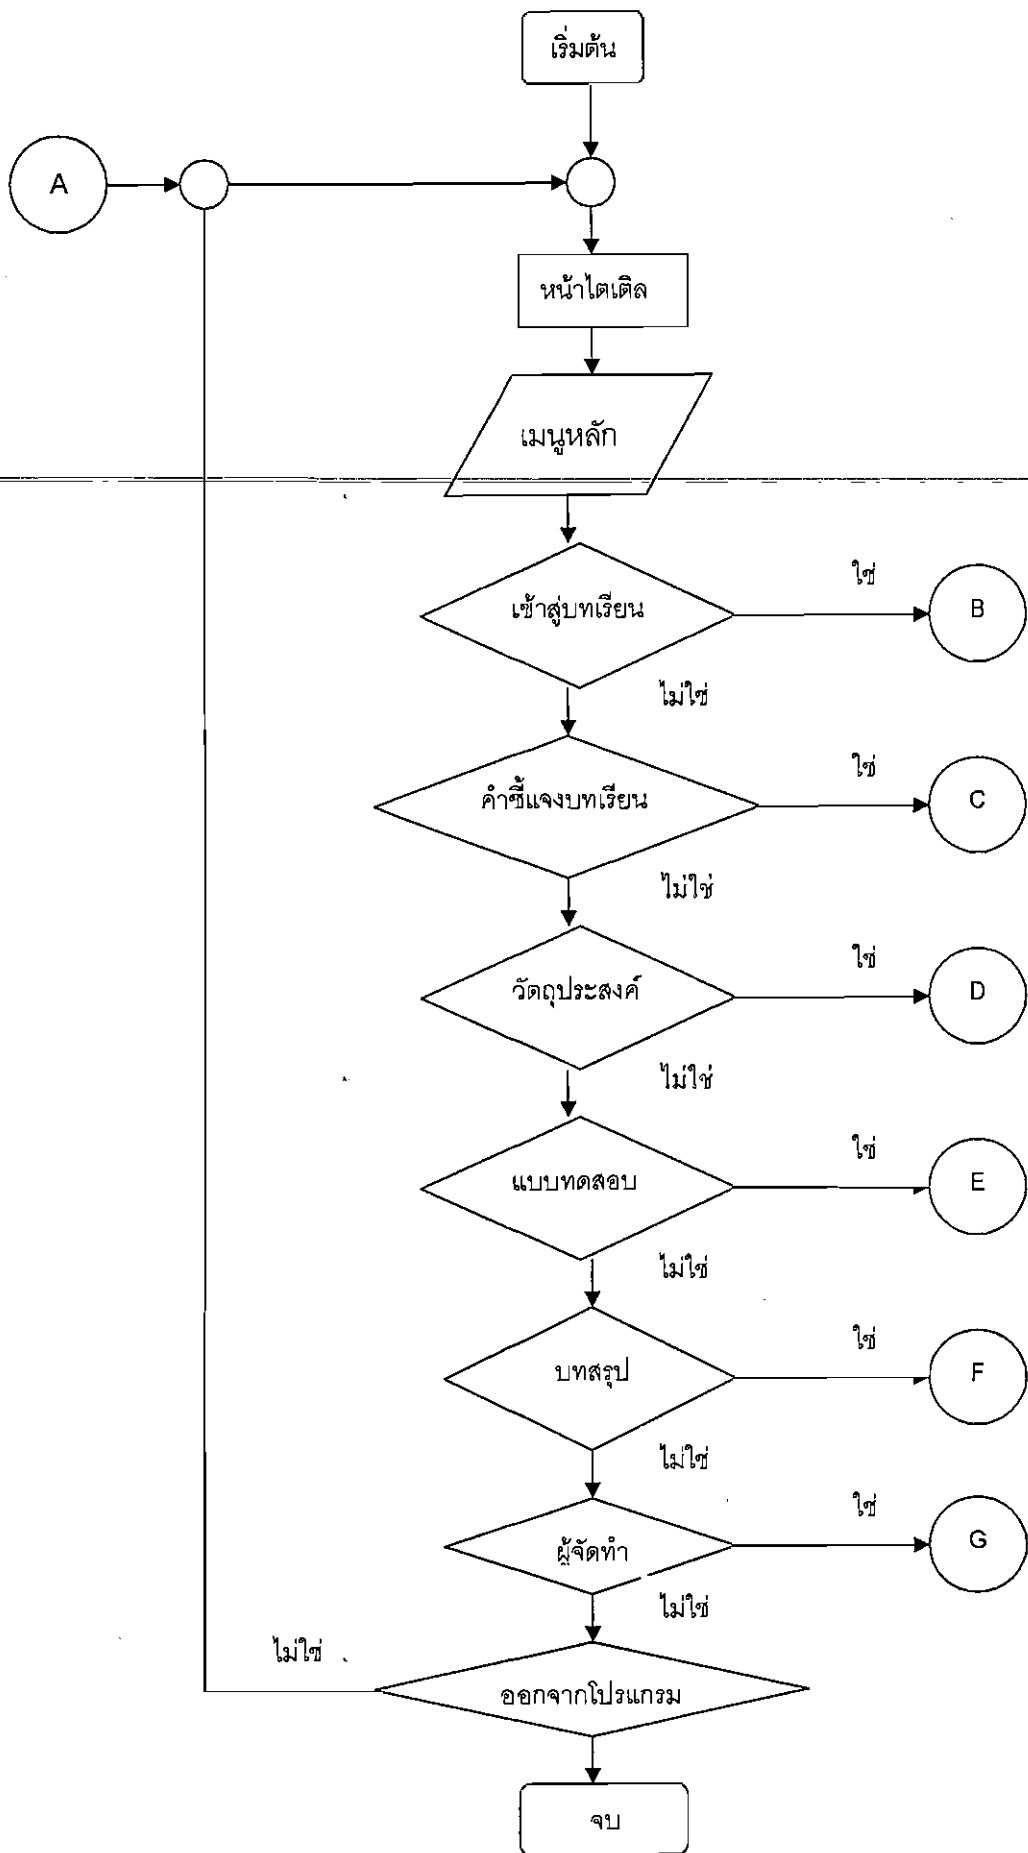 เริ่มต้น
A
หน้าไตเติล
เมนูหลัก
เข้าสู่บทเรียน
ใช่
B
ไม่ใช่
คำชี้แจงบทเรียน
ใช่
C
ไม่ใช่
วัตถุประสงค์
ใช่
D
ไม่ใช่
แบบทดสอบ
ใช่
E
ไม่ใช่
บทสรุป
ใช่
F
ไม่ใช่
ผู้จัดทำ
ใช่
G
ไม่ใช่
ไม่ใช่
ออกจากโปรแกรม
จบ